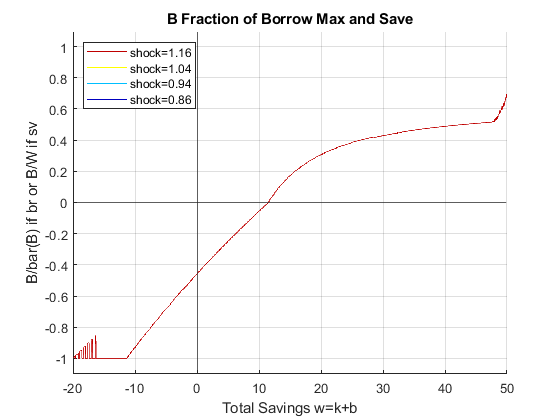 B Fraction of Borrow Max and Save
shock=1.16
shock=1.04
shock=0.94
shock=0.86
B/bar(B) if br or B/W if sv
1
0.8
0.6
0.4
0.2
0
-0.2
-0.4
-0.6
-0.8
-1
-20 -10 0 10 20 30 40 50
Total Savings w=k+b